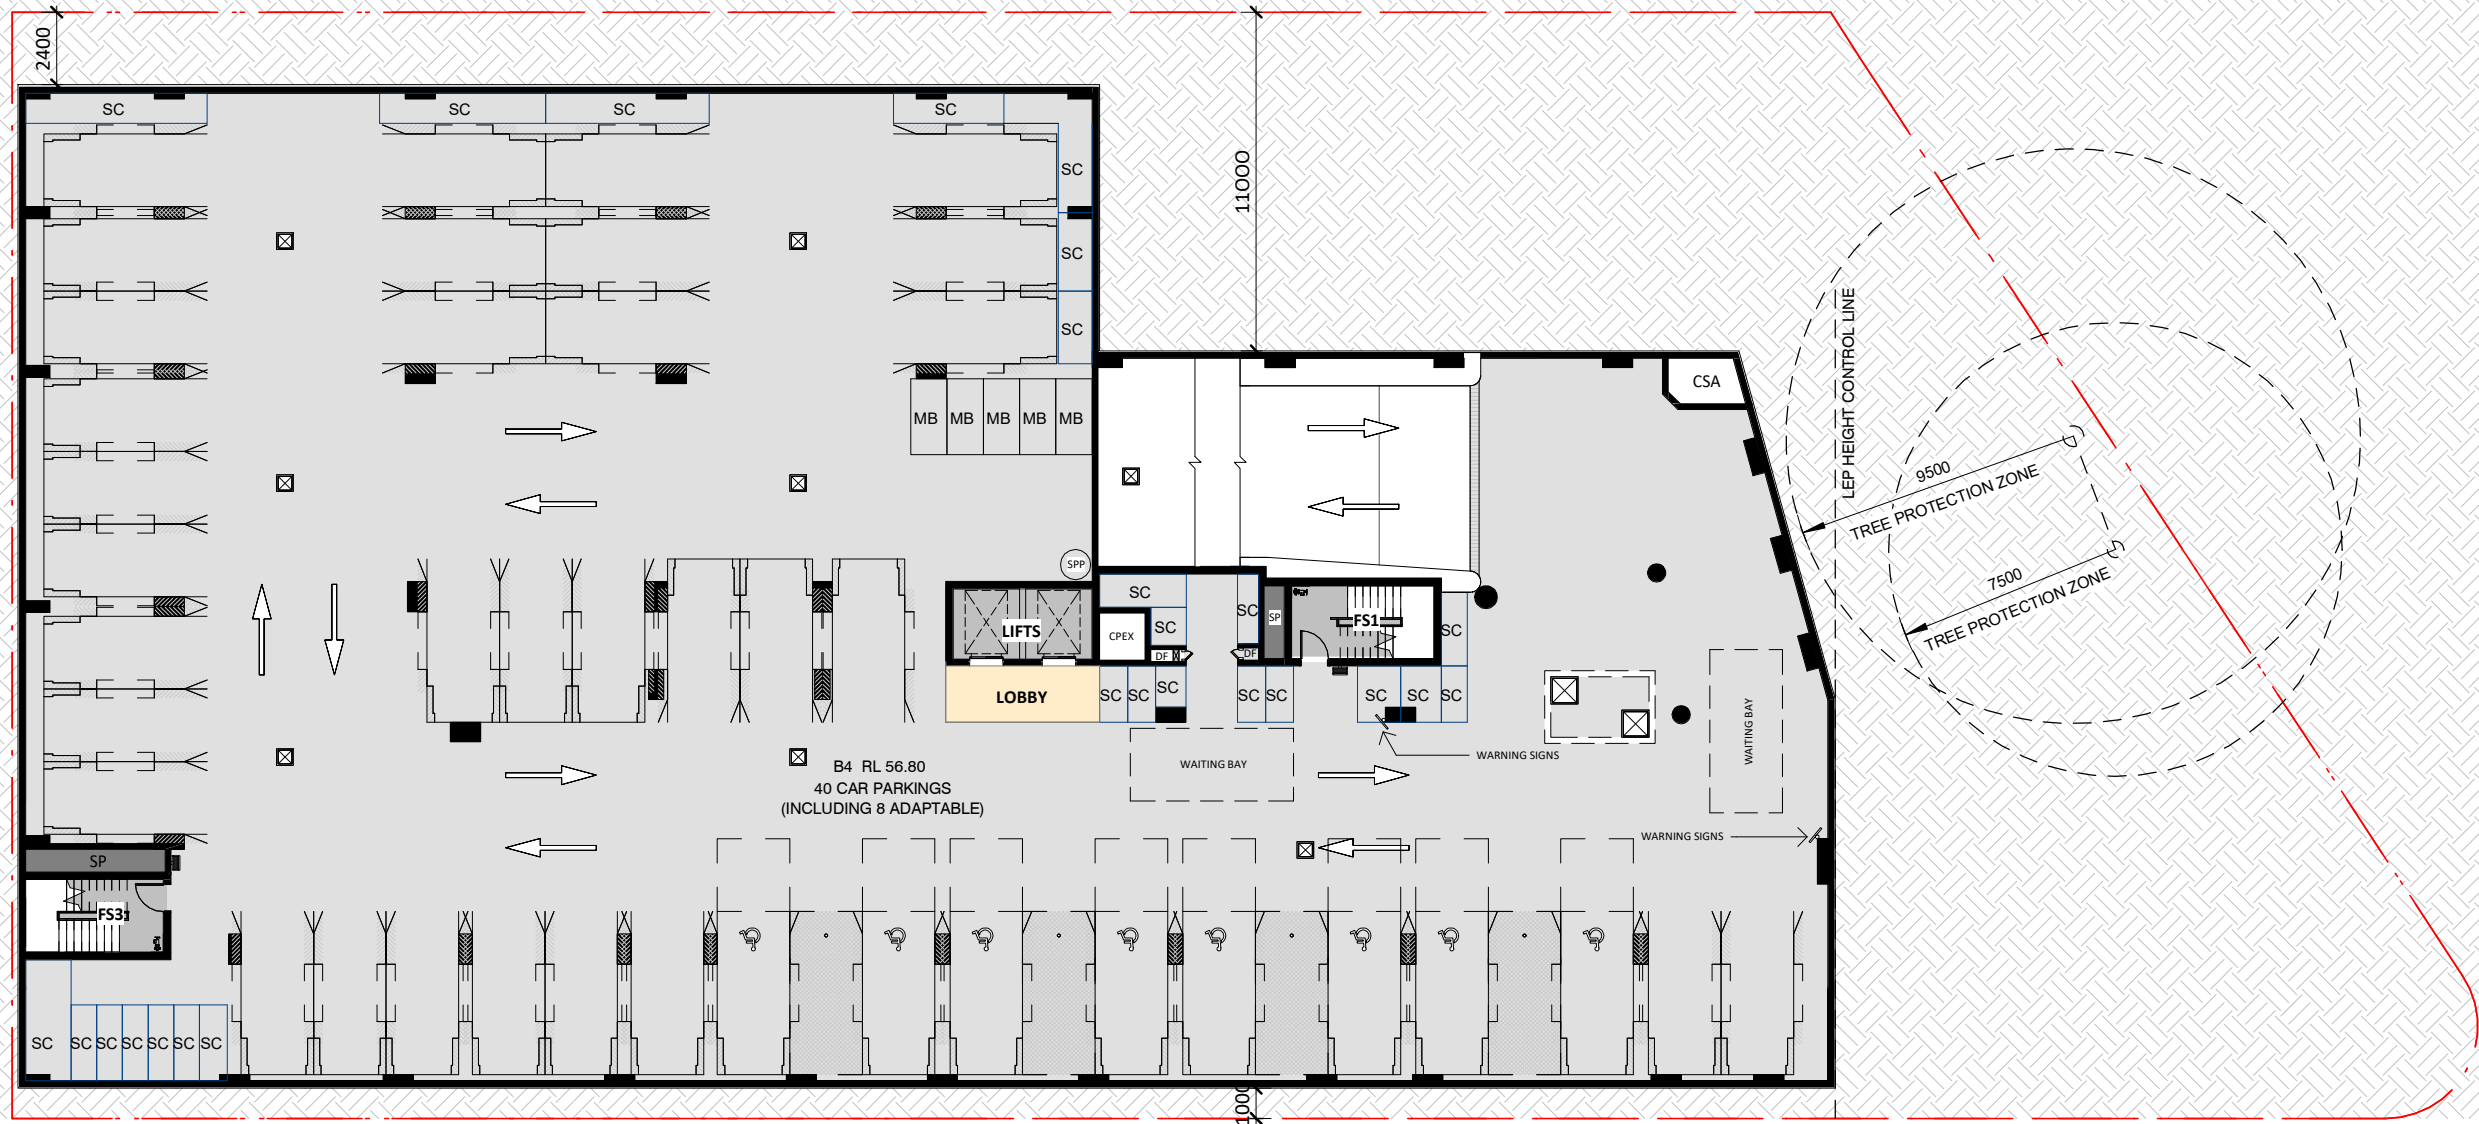 2400
11000
SC
SC
SC
SC
SC
SC
SC
MB
MB
MB
MB
MB
CSA
LEP HEIGHT CONTROL LINE
9500
TREE PROTECTION ZONE
7500
TREE PROTECTION ZONE
SPP
SC
SC
SC
SP
FS1
SC
LIFTS
CPEX
DF
DF
LOBBY
SC
SC
SC
SC
SC
SC
SC
SC
WAITING BAY
WARNING SIGNS
WAITING BAY
B4 RL 56.80
40 CAR PARKINGS
(INCLUDING 8 ADAPTABLE)
WARNING SIGNS
SP
FS3
SC
SC
SC
SC
SC
SC
SC
1000